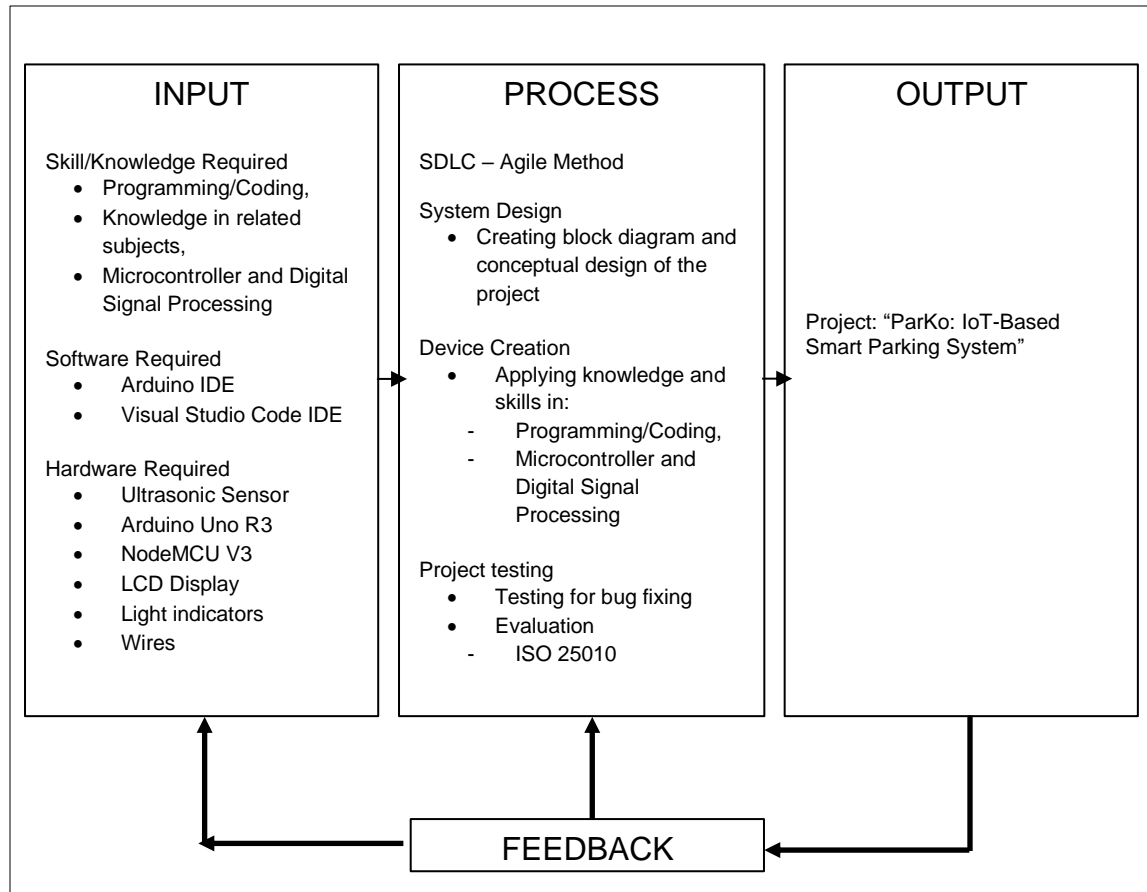 INPUT
Skill/Knowledge Required
• Programming/Coding,
• Knowledge in related
subjects,
• Microcontroller and Digital
Signal Processing
Software Required
• Arduino IDE
• Visual Studio Code IDE
Hardware Required
• Ultrasonic Sensor
• Arduino Uno R3
• NodeMCU V3
• LCD Display
• Light indicators
• Wires
PROCESS
SDLC – Agile Method
System Design
• Creating block diagram and
conceptual design of the
project
Device Creation
• Applying knowledge and
skills in:
- Programming/Coding,
- Microcontroller and
Digital Signal
Processing
Project testing
• Testing for bug fixing
• Evaluation
- ISO 25010
OUTPUT
Project: “ParKo: IoT-Based
Smart Parking System”
FEEDBACK